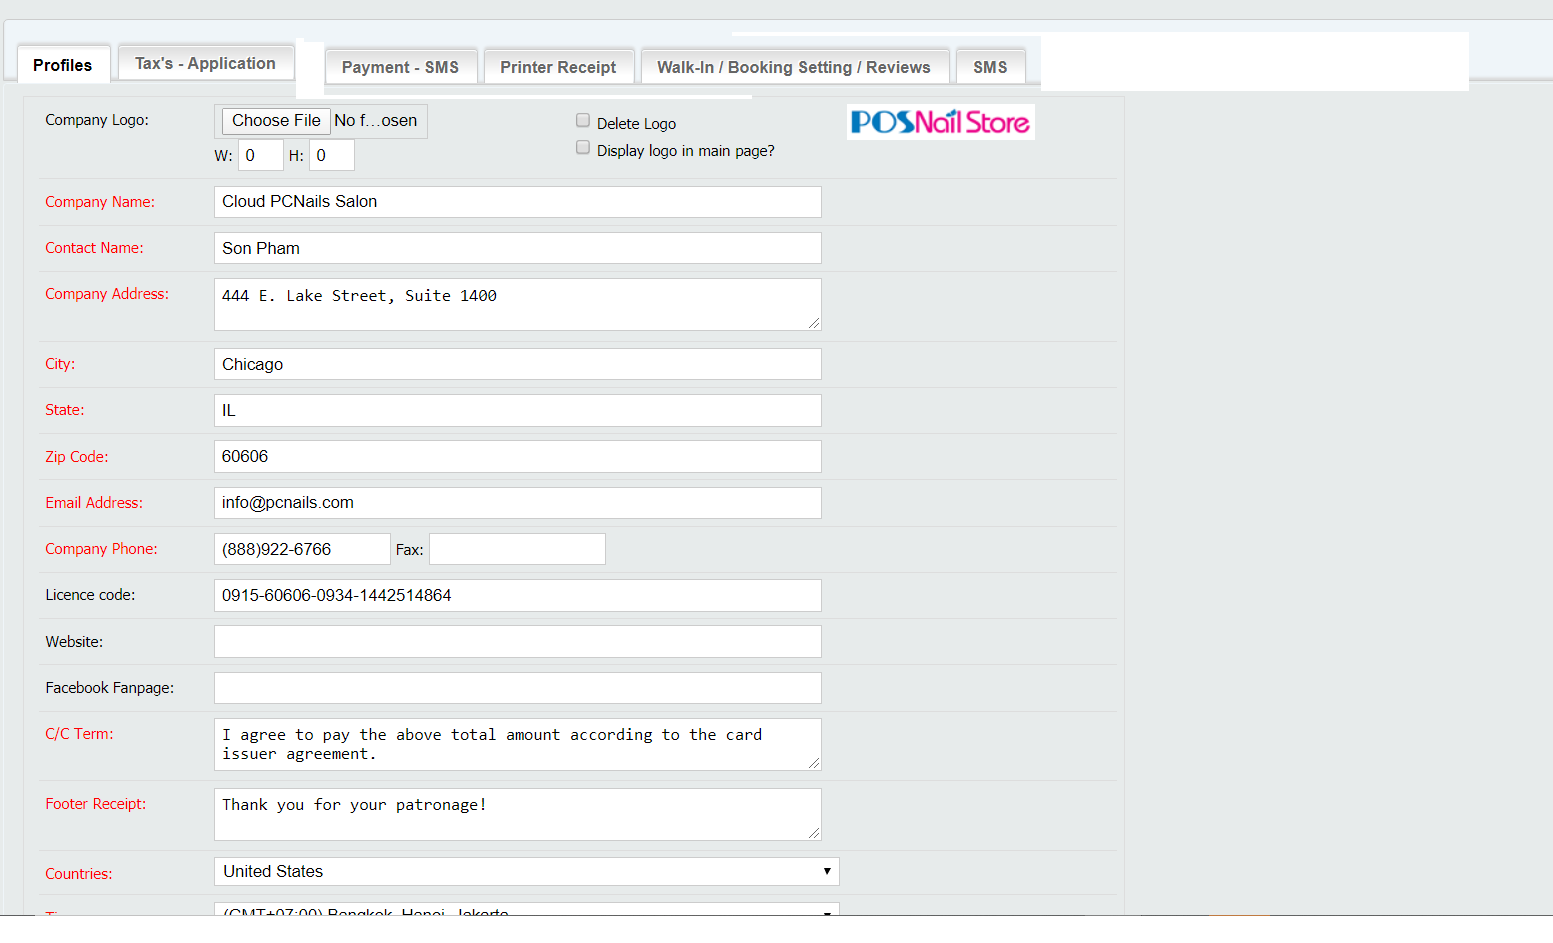 Profiles
Tax's - Application
Payment - SMS
Printer Receipt
Walk-In / Booking Setting / Reviews
SMS
Company Logo:
Choose File No f...osen
Delete Logo
POSNail Store
W: 0 H: 0
Display logo in main page?
Company Name: Cloud PCNails Salon
Contact Name: Son Pham
Company Address: 444 E. Lake Street, Suite 1400
City: Chicago
State: IL
Zip Code: 60606
Email Address: info@pcnails.com
Company Phone: (888)922-6766 Fax:
Licence code: 0915-60606-0934-1442514864
Website:
Facebook Fanpage:
C/C Term: I agree to pay the above total amount according to the card
issuer agreement.
Footer Receipt: Thank you for your patronage!
Countries: United States
(GMT+07:00) Bangkok, Hanoi, Jakarta